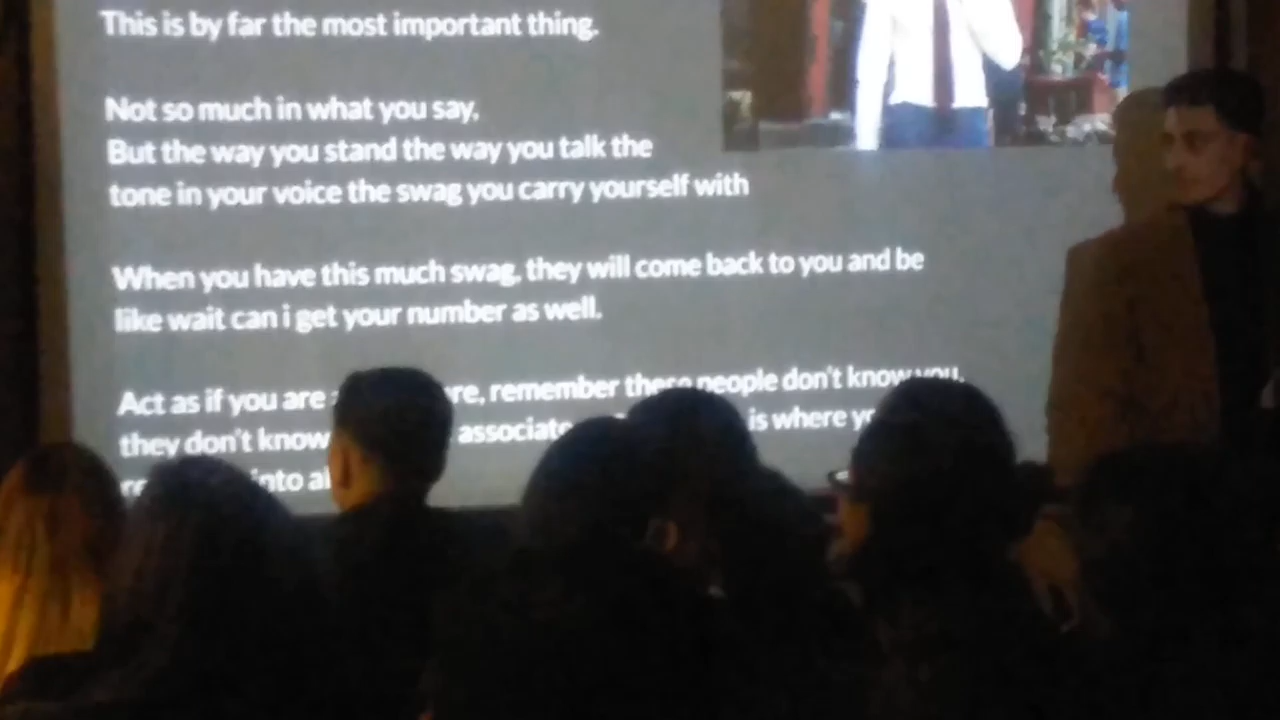 This is by far the most important thing.
Not so much in what you say,
But the way you stand the way you talk the
tone in your voice the swag you carry yourself with
When you have this much swag, they will come back to you and be
like wait can i get your number as well.
Act as if you are remember these people don't know you,
they don't know associate is where
into